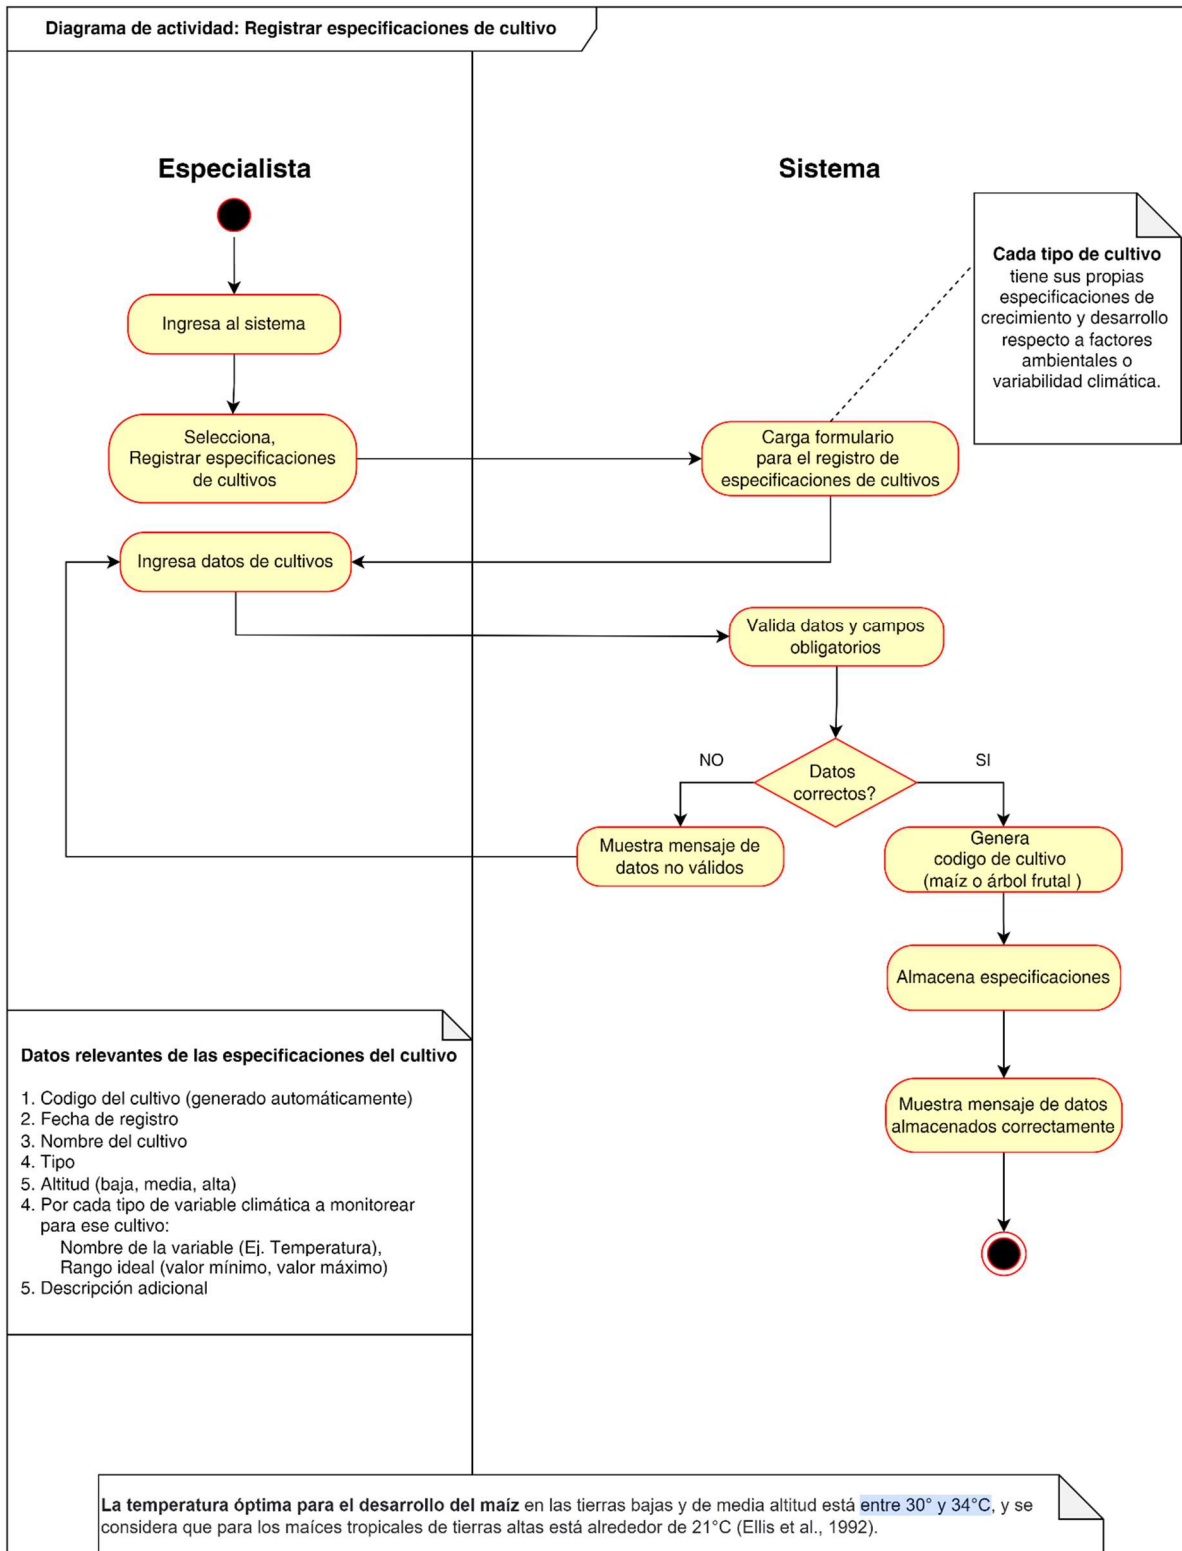 Diagrama de actividad: Registrar especificaciones de cultivo
Especialista
Sistema
Cada tipo de cultivo
tiene sus propias
especificaciones de
crecimiento y desarrollo
respecto a factores
ambientales o
variabilidad climática.
Ingresa al sistema
Selecciona,
Registrar especificaciones
de cultivos
Carga formulario
para el registro de
especificaciones de cultivos
Ingresa datos de cultivos
Valida datos y campos
obligatorios
Datos
correctos?
NO
SI
Muestra mensaje de
datos no válidos
Genera
codigo de cultivo
(maíz o árbol frutal )
Almacena especificaciones
Muestra mensaje de datos
almacenados correctamente
Datos relevantes de las especificaciones del cultivo
1. Codigo del cultivo (generado automáticamente)
2. Fecha de registro
3. Nombre del cultivo
4. Tipo
5. Altitud (baja, media, alta)
4. Por cada tipo de variable climática a monitorear
para ese cultivo:
Nombre de la variable (Ej. Temperatura),
Rango ideal (valor mínimo, valor máximo)
5. Descripción adicional
La temperatura óptima para el desarrollo del maíz en las tierras bajas y de media altitud está entre 30° y 34°C, y se
considera que para los maíces tropicales de tierras altas está alrededor de 21°C (Ellis et al., 1992).